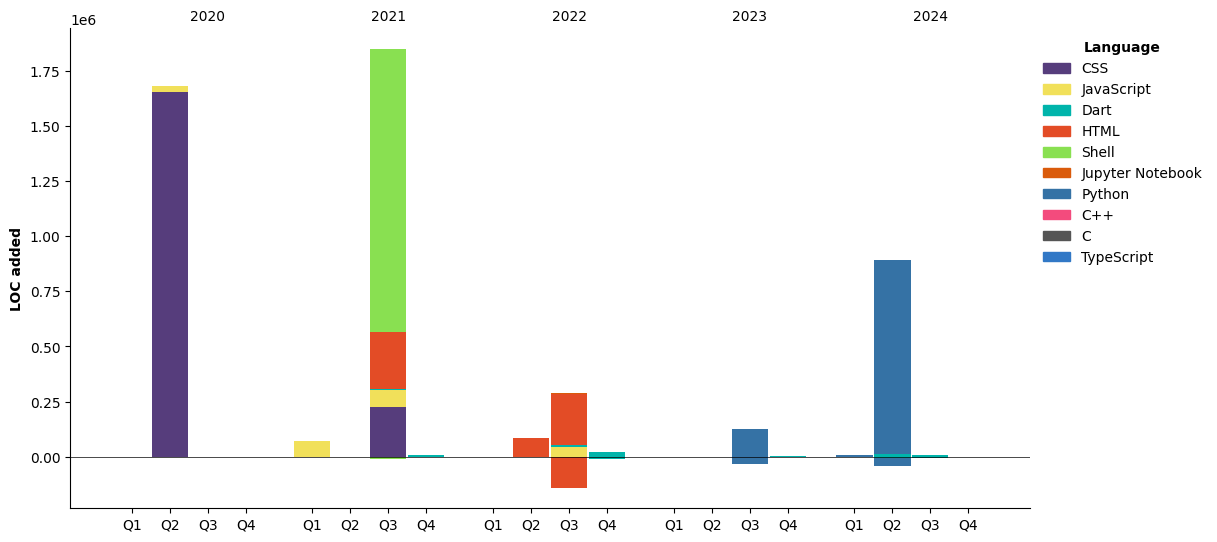 1e6
2020 2021 2022 2023 2024
Language
CSS
JavaScript
Dart
HTML
Shell
Jupyter Notebook
Python
C++
C
TypeScript
LOC added
1.75
1.50
1.25
1.00
0.75
0.50
0.25
0.00
Q1 Q2 Q3 Q4 Q1 Q2 Q3 Q4 Q1 Q2 Q3 Q4 Q1 Q2 Q3 Q4 Q1 Q2 Q3 Q4